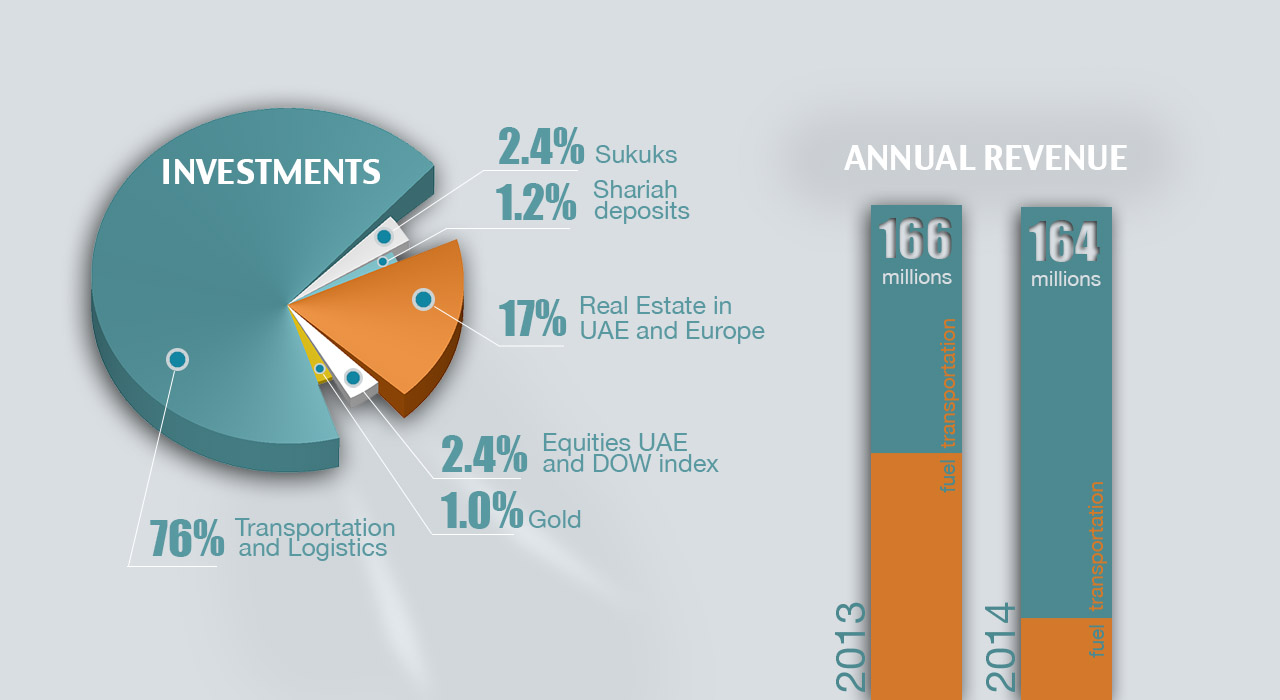 INVESTMENTS
2.4% Sukuks
1.2% Shariah
deposits
17% Real Estate in
UAE and Europe
2.4% Equities UAE
and DOW index
1.0% Gold
76% Transportation
and Logistics
ANNUAL REVENUE
166
millions
transportation
fuel
2013
164
millions
transportation
fuel
2014